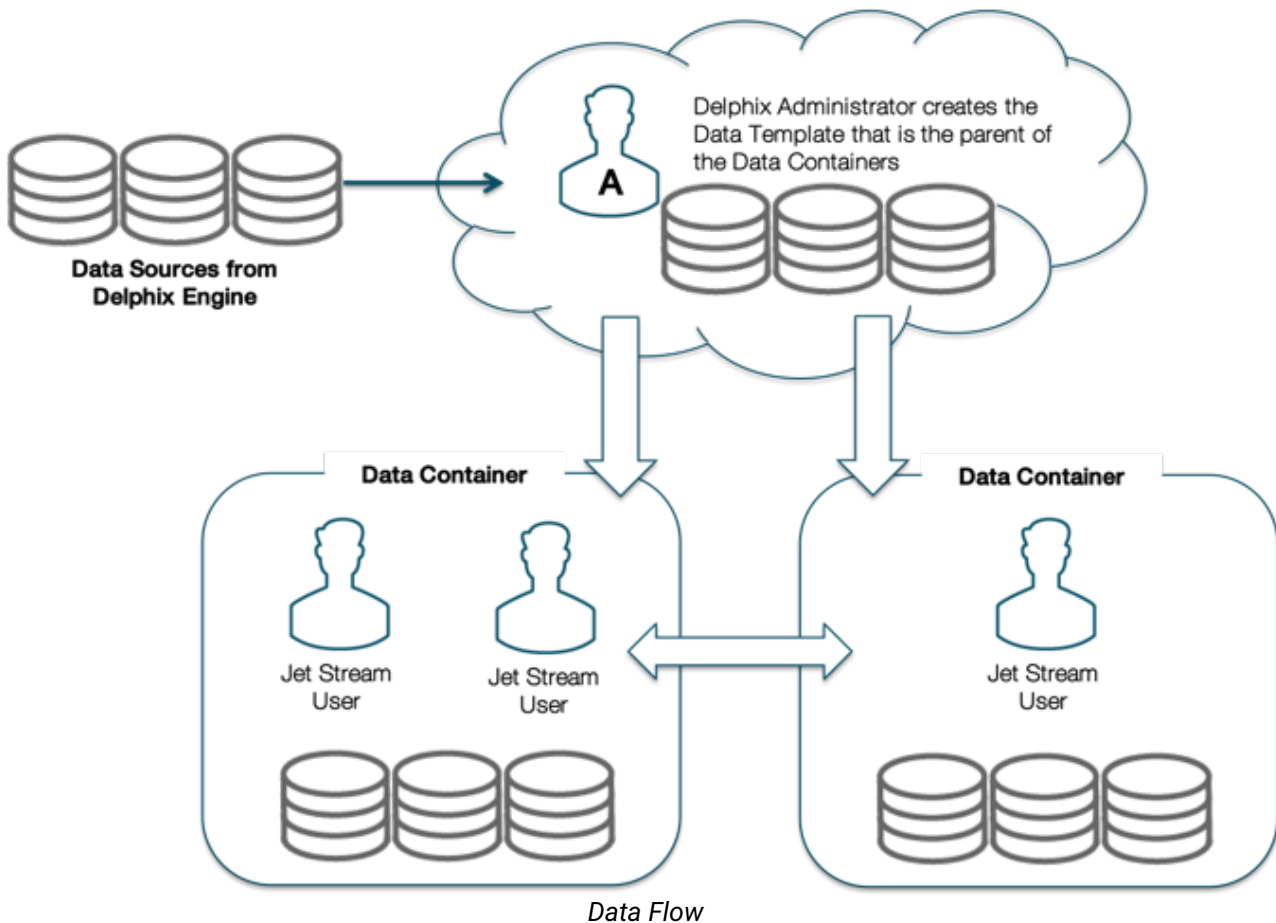 Delphix Administrator creates the
Data Template that is the parent of
the Data Containers
A
Data Sources from
Delphix Engine
Data Container
Data Container
Jet Stream
User
Jet Stream
User
Jet Stream
User
Data Flow